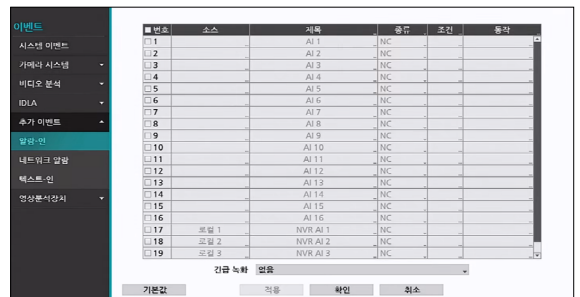 이벤트
시스템 이벤트
카메라 시스템
비디오 분석
IDLA
추가 이벤트
알람-인
네트워크 알람
텍스트-인
영상분석장치
번호 소스 제목 종류 조건 동작
1 AI 1 NC
2 AI 2 NC
3 AI 3 NC
4 AI 4 NC
5 AI 5 NC
6 AI 6 NC
7 AI 7 NC
8 AI 8 NC
9 AI 9 NC
10 AI 10 NC
11 AI 11 NC
12 AI 12 NC
13 AI 13 NC
14 AI 14 NC
15 AI 15 NC
16 AI 16 NC
17 로컬 1 NVR AI 1 NC
18 로컬 2 NVR AI 2 NC
19 로컬 3 NVR AI 3 NC
긴급 녹화 없음
기본값 적용 확인 취소